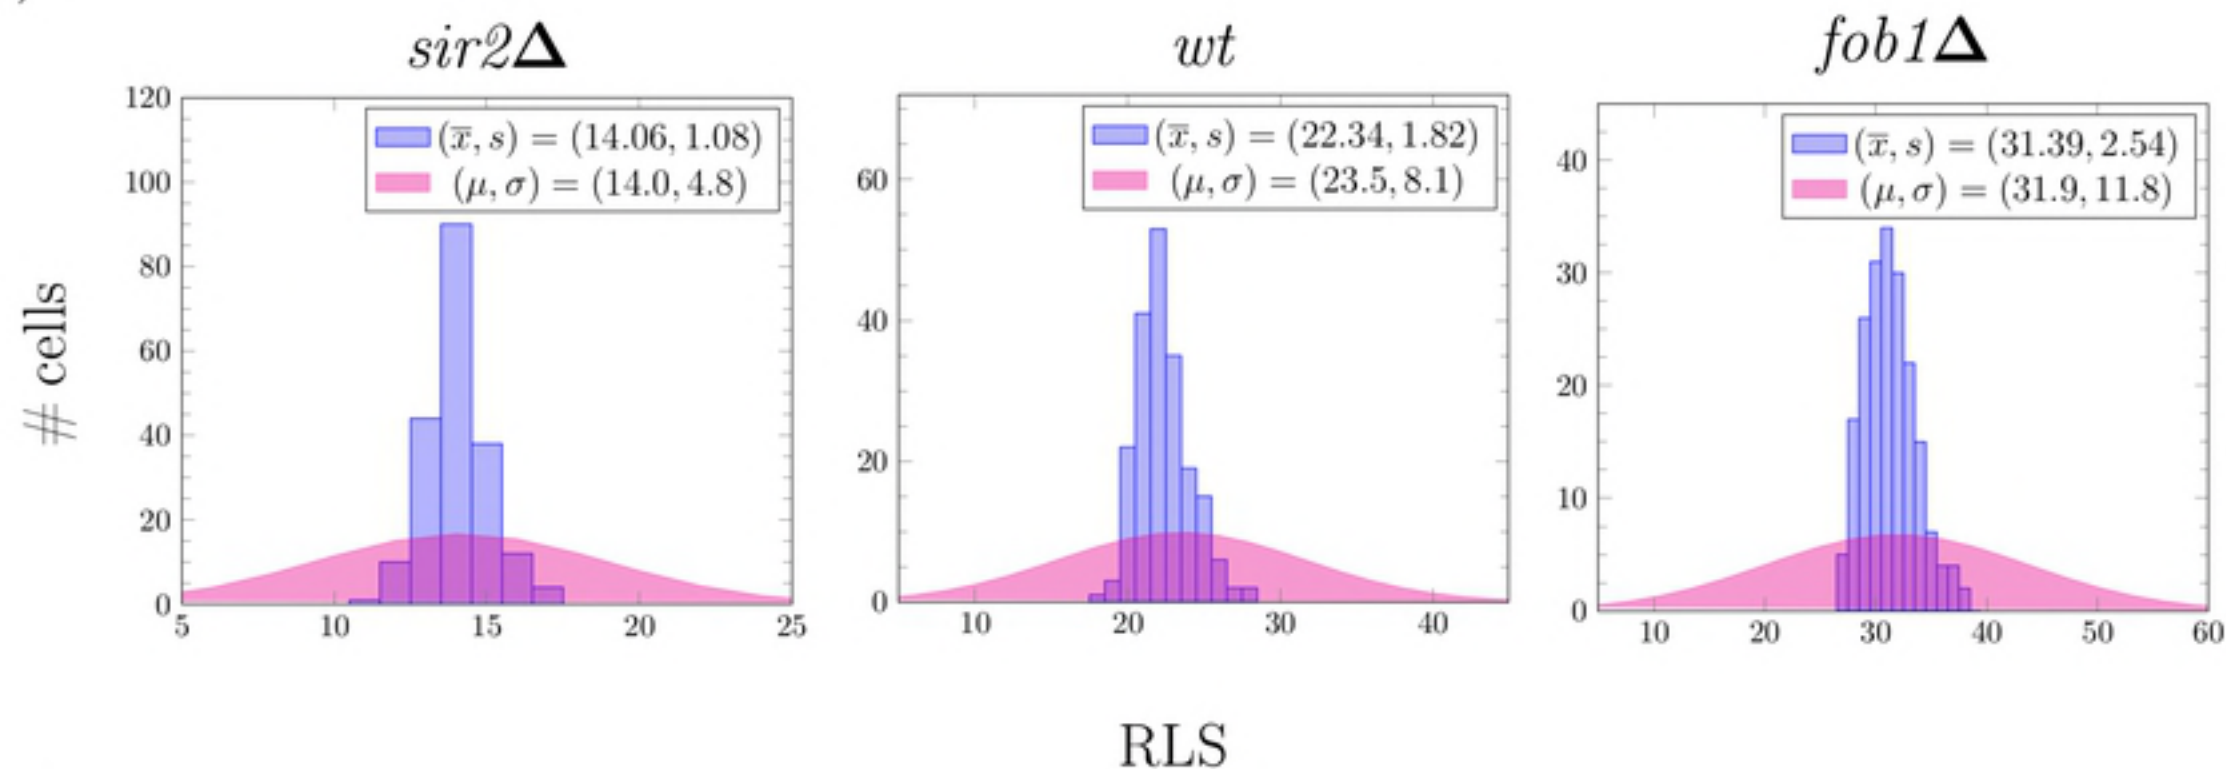 sir2Δ
wt
fob1Δ
(x̅, s) = (14.06, 1.08)
(μ, σ) = (14.0, 4.8)
(x̅, s) = (22.34, 1.82)
(μ, σ) = (23.5, 8.1)
(x̅, s) = (31.39, 2.54)
(μ, σ) = (31.9, 11.8)
# cells
120
100
80
60
40
20
0
5 10 15 20 25
60
40
20
0
10 20 30 40
40
30
20
10
0
10 20 30 40 50 60
RLS